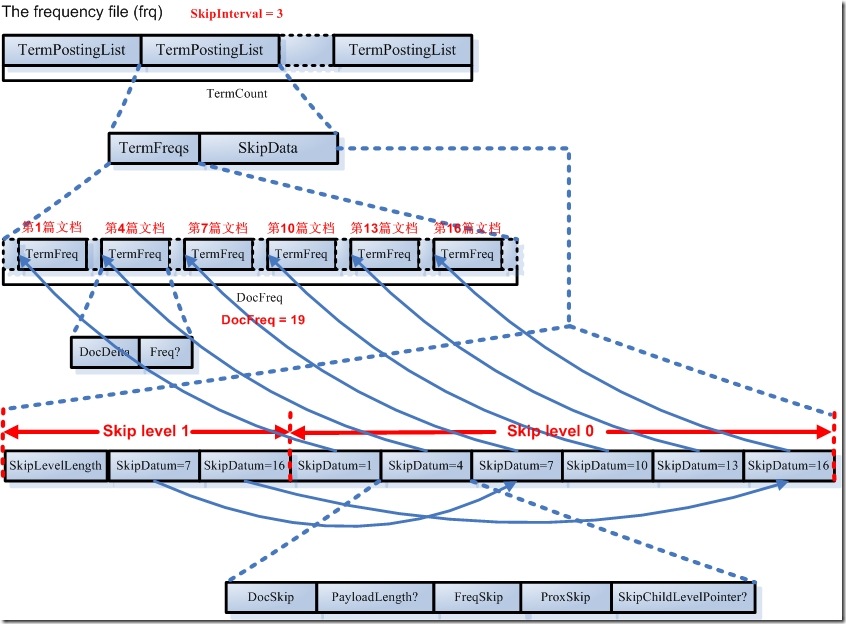 The frequency file (frq) SkipInterval = 3
TermPostingList TermPostingList TermPostingList
TermCount
TermFreqs SkipData
第1篇文档 第4篇文档 第7篇文档 第10篇文档 第13篇文档 第16篇文档
TermFreq TermFreq TermFreq TermFreq TermFreq TermFreq
DocFreq
DocFreq = 19
DocDelta Freq?
Skip level 1 Skip level 0
SkipLevelLength SkipDatum=7 SkipDatum=16 SkipDatum=1 SkipDatum=4 SkipDatum=7 SkipDatum=10 SkipDatum=13 SkipDatum=16
DocSkip PayloadLength? FreqSkip ProxSkip SkipChildLevelPointer?